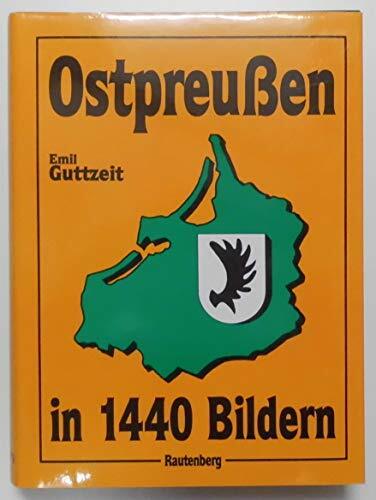 Ostpreußen
Emil
Guttzeit
in 1440 Bildern
Rautenberg